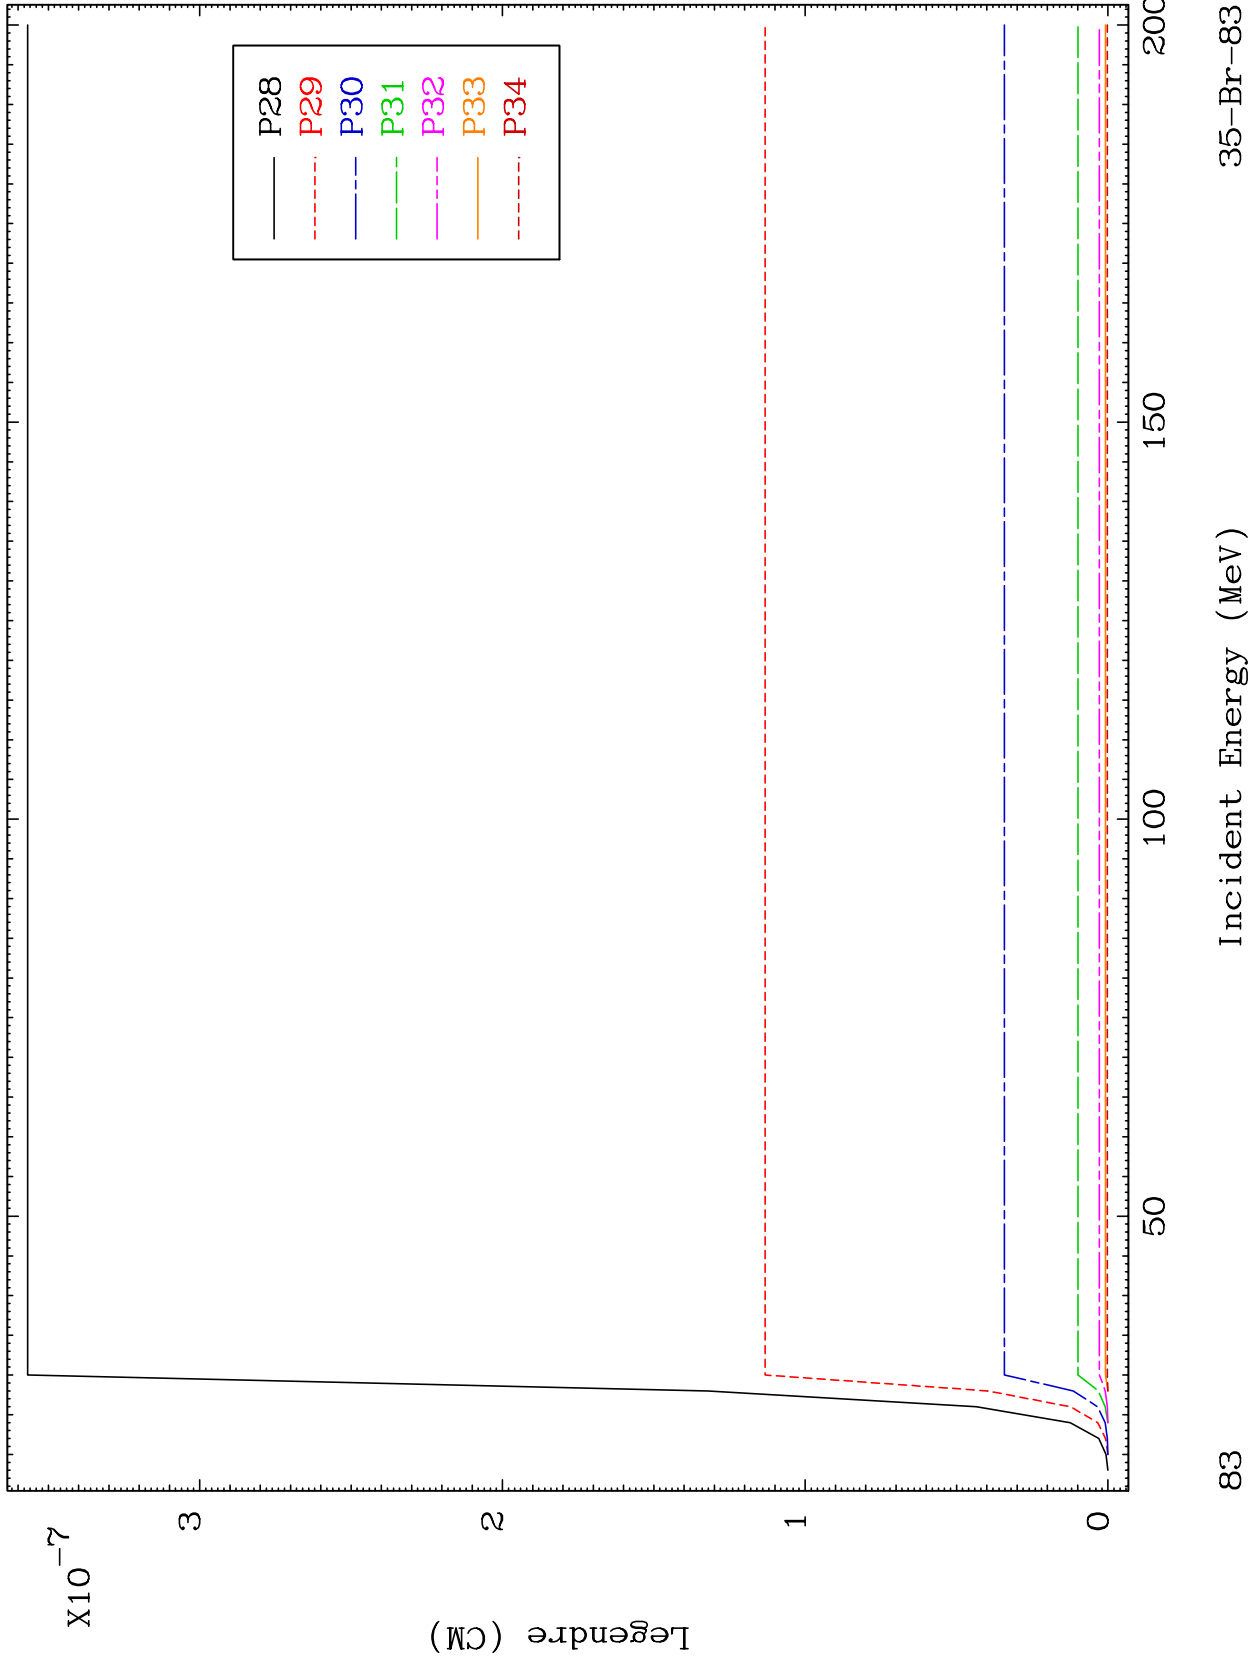 X10⁻⁷
Legendre (CM)
3
2
1
0
P28
P29
P30
P31
P32
P33
P34
50
100
150
200
Incident Energy (MeV)
83
35-Br-83